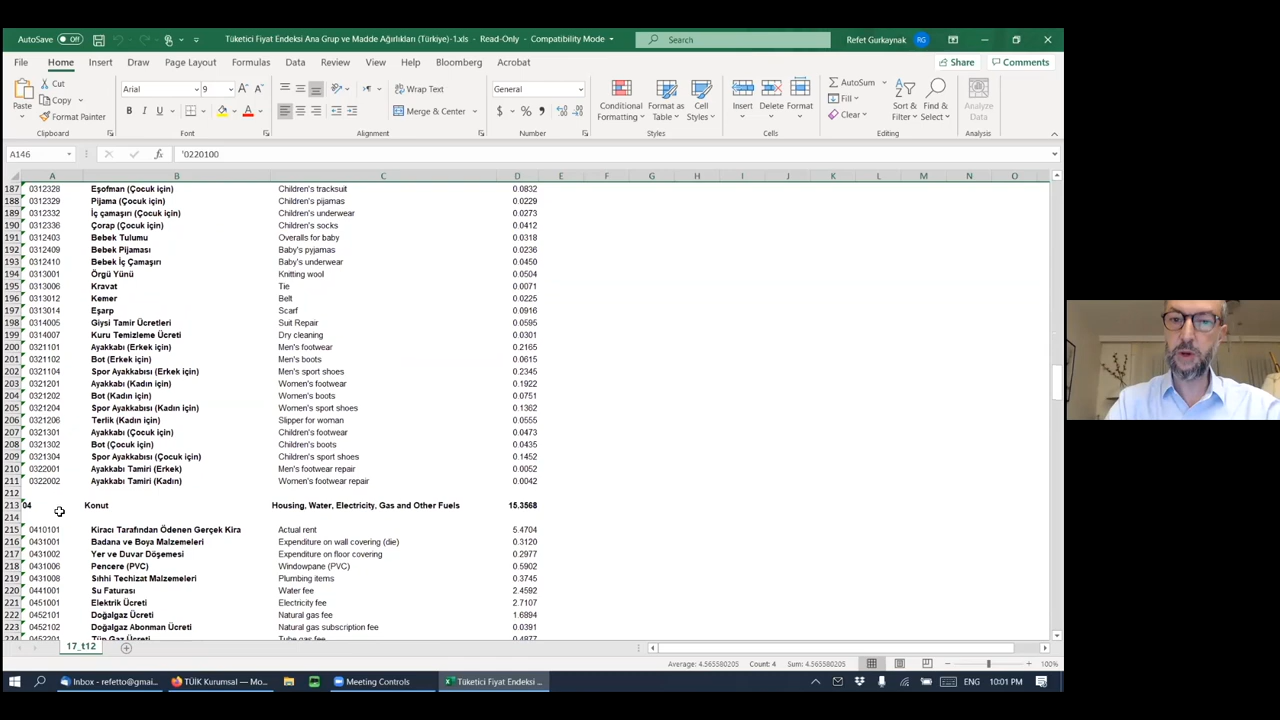 AutoSave Off Tüketici Fiyat Endeksi Ana Grup ve Madde Ağırlıkları (Türkiye)-1.xls - Read-Only - Compatibility Mode Search Refet Gurkaynak RG
File Home Insert Draw Page Layout Formulas Data Review View Help Bloomberg Acrobat Share Comments
Paste Cut Copy Format Painter Clipboard
Arial 9 Font
Wrap Text Merge & Center Alignment
General Number
Conditional Formatting Format as Table Cell Styles Styles
Insert Delete Format Cells
AutoSum Fill Clear Sort & Filter Find & Select Editing
Analyze Data Analysis
A146 '0220100
A B C D E F G H I J K L M N O
187 0312328 Eşofman (Çocuk için) Children's tracksuit 0.0832
188 0312329 Pijama (Çocuk için) Children's pijamas 0.0229
189 0312332 İç çamaşırı (Çocuk için) Children's underwear 0.0273
190 0312336 Çorap (Çocuk için) Children's socks 0.0412
191 0312403 Bebek Tulumu Overalls for baby 0.0318
192 0312409 Bebek Pijaması Baby's pyjamas 0.0236
193 0312410 Bebek İç Çamaşırı Baby's underwear 0.0450
194 0313001 Örgü Yünü Knitting wool 0.0504
195 0313006 Kravat Tie 0.0071
196 0313012 Kemer Belt 0.0225
197 0313014 Eşarp Scarf 0.0916
198 0314005 Giysi Tamir Ücretleri Suit Repair 0.0595
199 0314007 Kuru Temizleme Ücreti Dry cleaning 0.0301
200 0321101 Ayakkabı (Erkek için) Men's footwear 0.2165
201 0321102 Bot (Erkek için) Men's boots 0.0615
202 0321104 Spor Ayakkabısı (Erkek için) Men's sport shoes 0.2345
203 0321201 Ayakkabı (Kadın için) Women's footwear 0.1922
204 0321202 Bot (Kadın için) Women's boots 0.0751
205 0321204 Spor Ayakkabısı (Kadın için) Women's sport shoes 0.1362
206 0321206 Terlik (Kadın için) Slipper for woman 0.0555
207 0321301 Ayakkabı (Çocuk için) Children's footwear 0.0473
208 0321302 Bot (Çocuk için) Children's boots 0.0435
209 0321304 Spor Ayakkabısı (Çocuk için) Children's sport shoes 0.1452
210 0322001 Ayakkabı Tamiri (Erkek) Men's footwear repair 0.0052
211 0322002 Ayakkabı Tamiri (Kadın) Women's footwear repair 0.0042
212
213 04 Konut Housing, Water, Electricity, Gas and Other Fuels 15.3568
214
215 0410101 Kiracı Tarafından Ödenen Gerçek Kira Actual rent 5.4704
216 0431001 Badana ve Boya Malzemeleri Expenditure on wall covering (die) 0.3120
217 0431002 Yer ve Duvar Döşemesi Expenditure on floor covering 0.2977
218 0431006 Pencere (PVC) Windowpane (PVC) 0.5902
219 0431008 Sıhhi Techizat Malzemeleri Plumbing items 0.3745
220 0441001 Su Faturası Water fee 2.4592
221 0451001 Elektrik Ücreti Electricity fee 2.7107
222 0452101 Doğalgaz Ücreti Natural gas fee 1.6894
223 0452102 Doğalgaz Abonman Ücreti Natural gas subscription fee 0.0391
224 0452201 Tüp Gaz Ücreti Tube gas fee 0.4877
17_t12
Average: 4.565580205 Count: 4 Sum: 4.565580205 100%
Inbox - refetto@gmai... TÜİK Kurumsal — Mo... Meeting Controls Tüketici Fiyat Endeksi ... ENG 10:01 PM